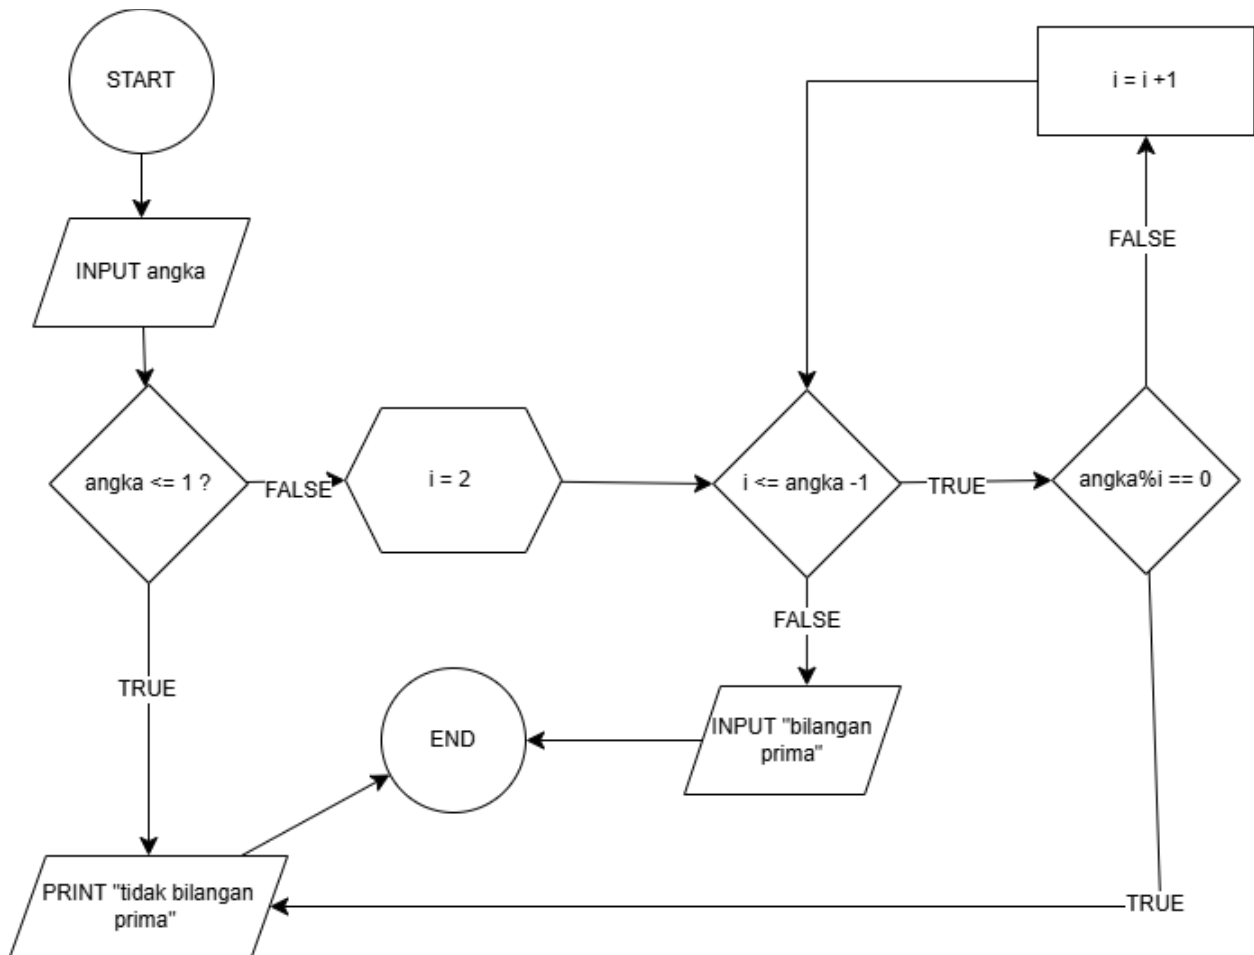 START
i = i +1
FALSE
INPUT angka
angka <= 1 ?
FALSE
i = 2
i <= angka -1
TRUE
angka%i == 0
FALSE
TRUE
END
INPUT "bilangan
prima"
PRINT "tidak bilangan
prima"
TRUE